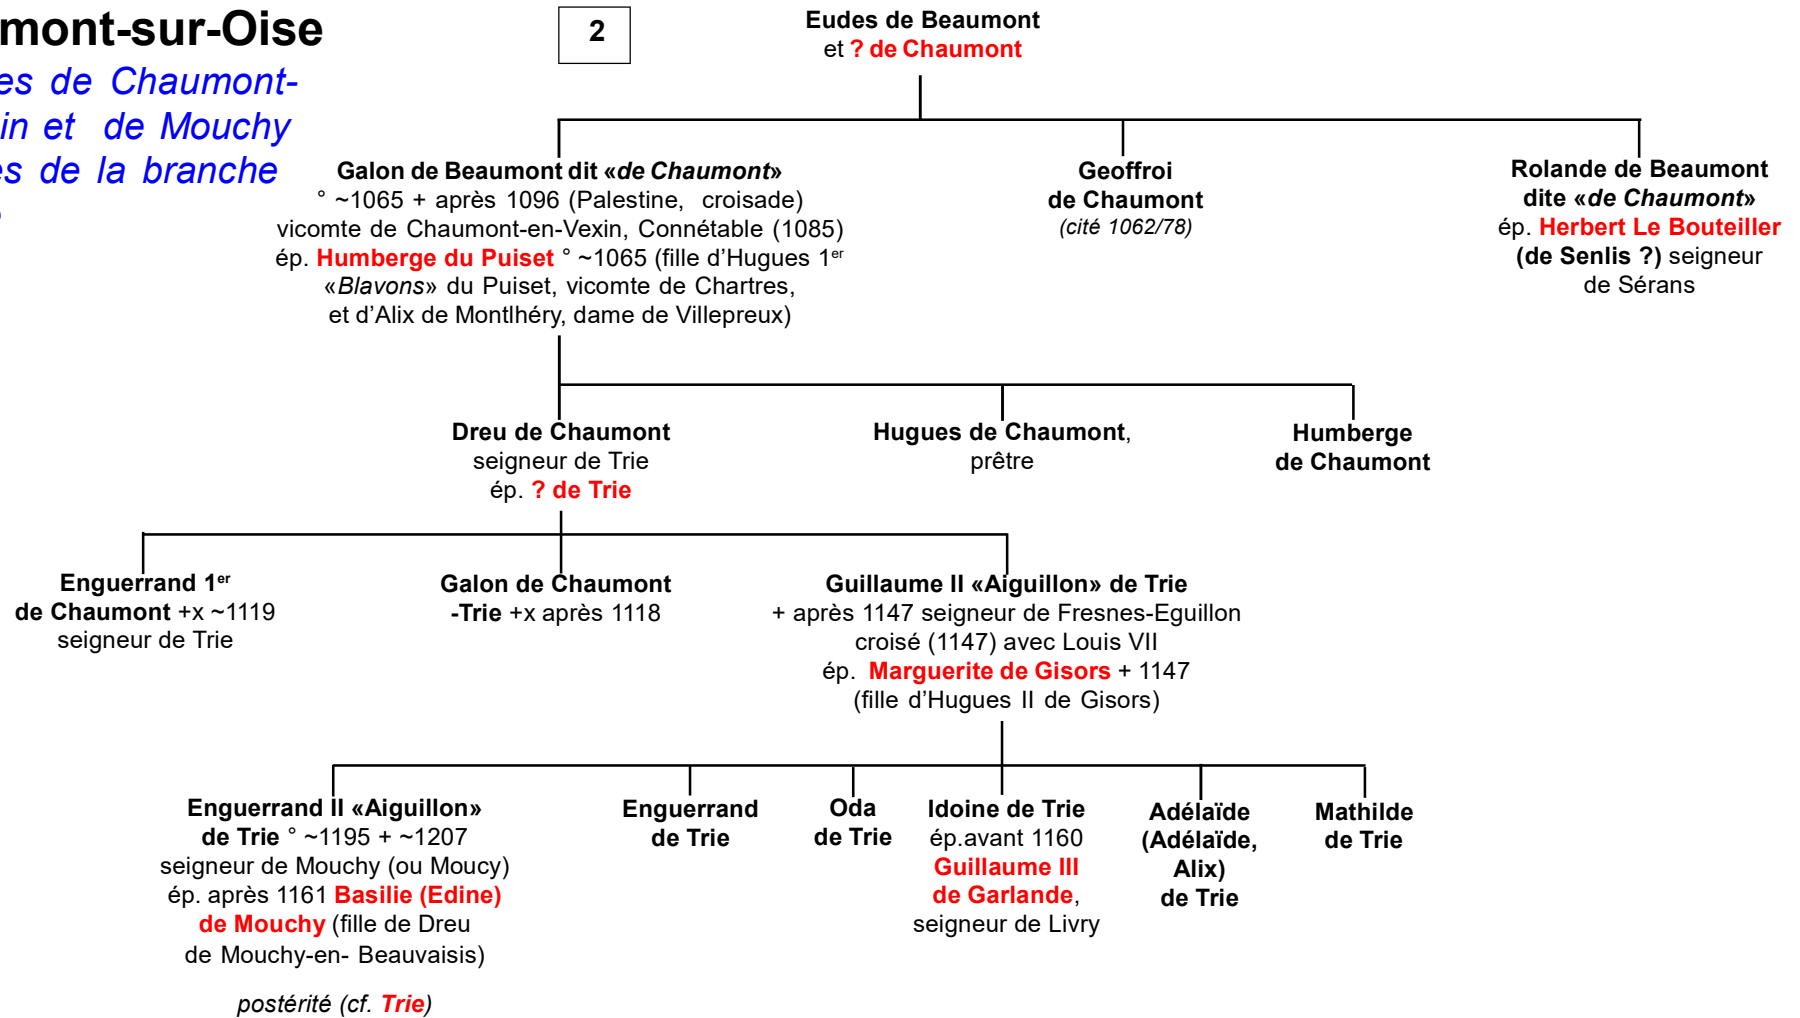 mont-sur-Oise
es de Chaumont-
in et de Mouchy
es de la branche
2
Eudes de Beaumont
et ? de Chaumont
Galon de Beaumont dit «de Chaumont»
° ~1065 + après 1096 (Palestine, croisade)
vicomte de Chaumont-en-Vexin, Connétable (1085)
ép. Humberge du Puiset ° ~1065 (fille d'Hugues 1er
«Blavons» du Puiset, vicomte de Chartres,
et d'Alix de Montlhéry, dame de Villepreux)
Geoffroi
de Chaumont
(cité 1062/78)
Rolande de Beaumont
dite «de Chaumont»
ép. Herbert Le Bouteiller
(de Senlis ?) seigneur
de Sérans
Dreu de Chaumont
seigneur de Trie
ép. ? de Trie
Hugues de Chaumont,
prêtre
Humberge
de Chaumont
Enguerrand 1er
de Chaumont +x ~1119
seigneur de Trie
Galon de Chaumont
-Trie +x après 1118
Guillaume II «Aiguillon» de Trie
+ après 1147 seigneur de Fresnes-Eguillon
croisé (1147) avec Louis VII
ép. Marguerite de Gisors + 1147
(fille d'Hugues II de Gisors)
Enguerrand II «Aiguillon»
de Trie ° ~1195 + ~1207
seigneur de Mouchy (ou Moucy)
ép. après 1161 Basilie (Edine)
de Mouchy (fille de Dreu
de Mouchy-en- Beauvaisis)
postérité (cf. Trie)
Enguerrand
de Trie
Oda
de Trie
Idoine de Trie
ép.avant 1160
Guillaume III
de Garlande,
seigneur de Livry
Adélaïde
(Adélaïde,
Alix)
de Trie
Mathilde
de Trie